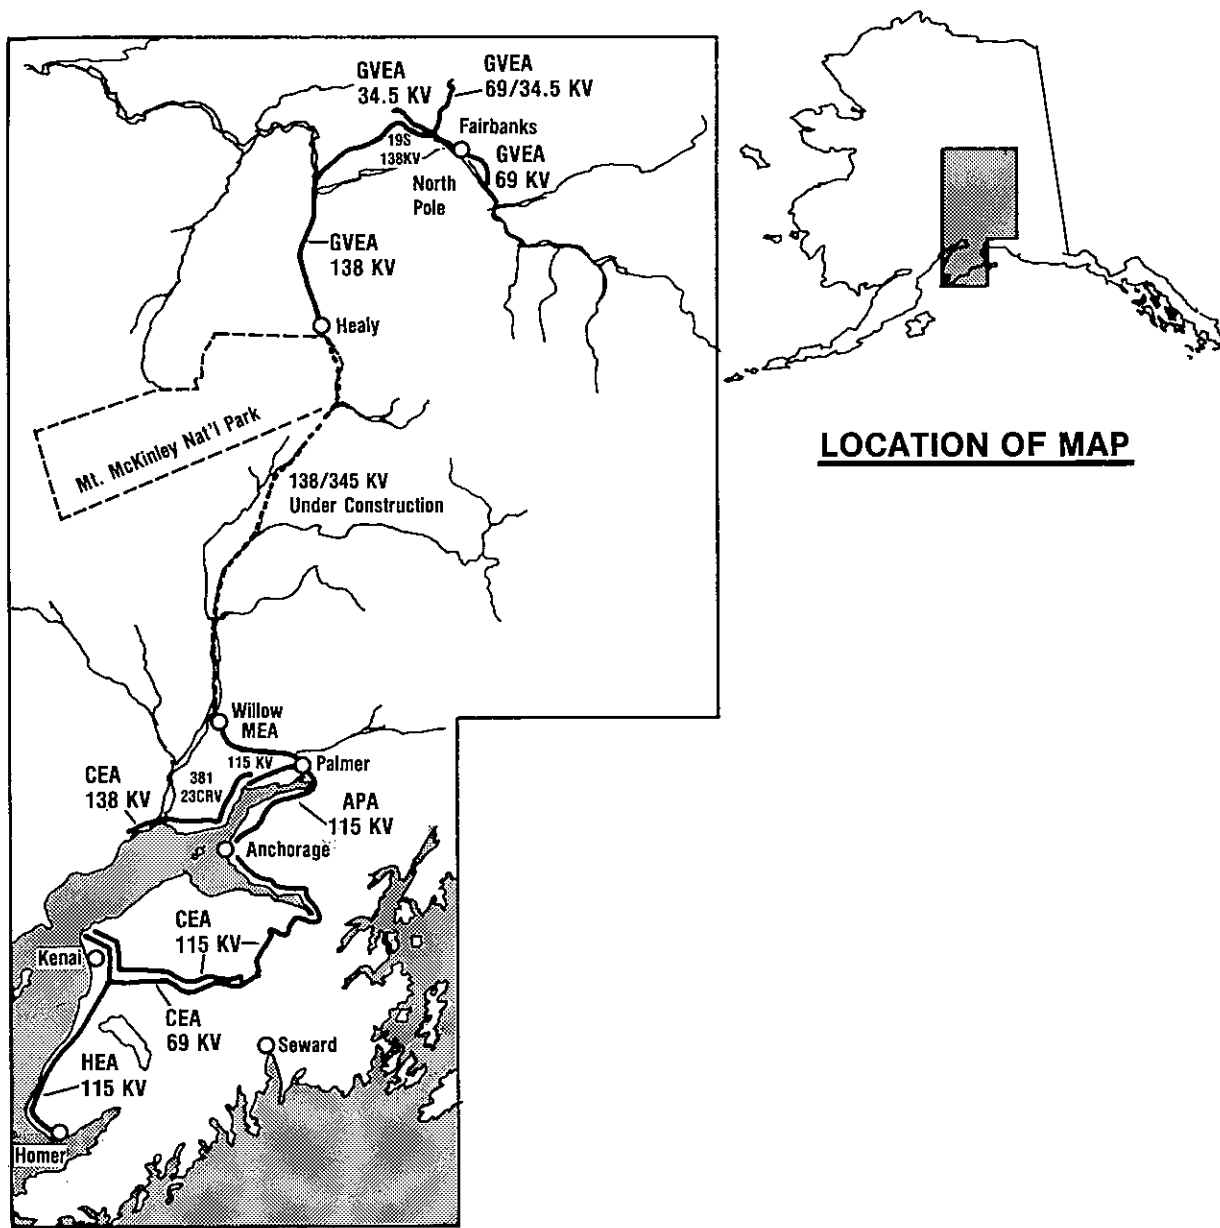 GVEA
34.5 KV
GVEA
69/34.5 KV
Fairbanks
19S
138KV
GVEA
69 KV
North
Pole
GVEA
138 KV
Healy
Mt. McKinley Nat'l Park
138/345 KV
Under Construction
LOCATION OF MAP
Willow
MEA
115 KV
Palmer
CEA
138 KV
381
23CRV
APA
115 KV
Anchorage
CEA
115 KV
Kenai
CEA
69 KV
Seward
HEA
115 KV
Homer